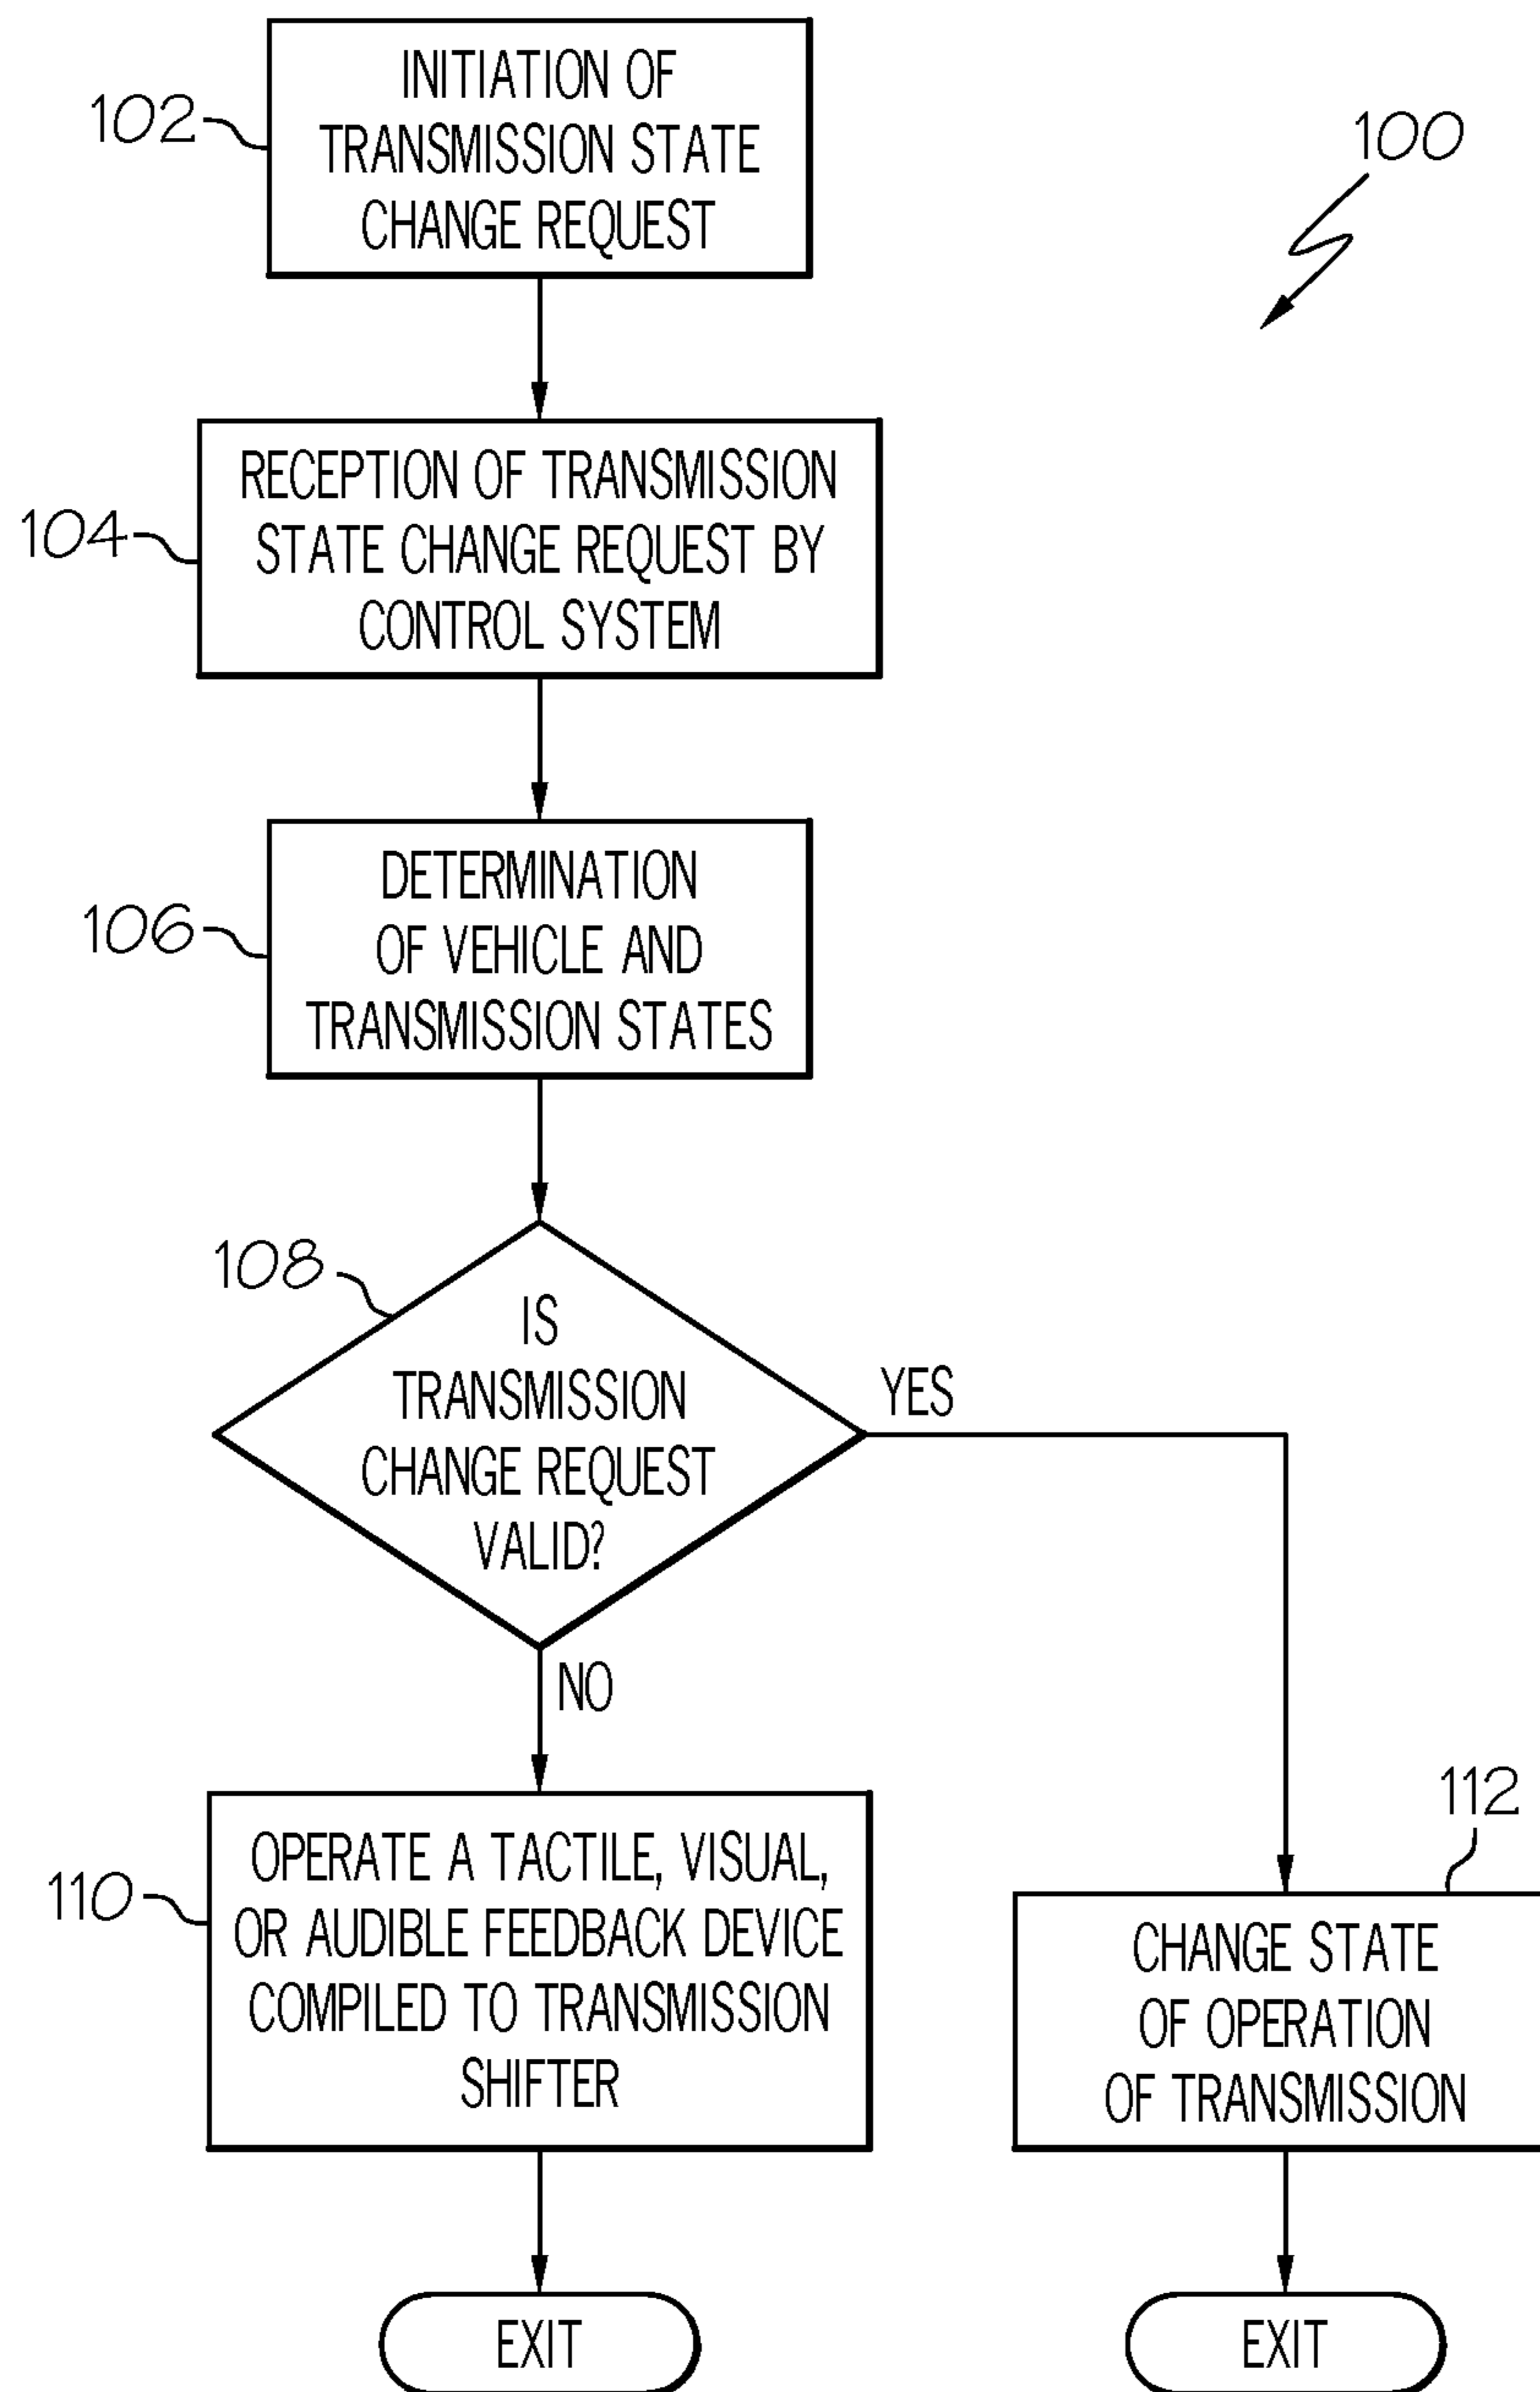 102
INITIATION OF
TRANSMISSION STATE
CHANGE REQUEST
100
104
RECEPTION OF TRANSMISSION
STATE CHANGE REQUEST BY
CONTROL SYSTEM
106
DETERMINATION
OF VEHICLE AND
TRANSMISSION STATES
108
IS
TRANSMISSION
CHANGE REQUEST
VALID?
YES
NO
110
OPERATE A TACTILE, VISUAL,
OR AUDIBLE FEEDBACK DEVICE
COMPILED TO TRANSMISSION
SHIFTER
112
CHANGE STATE
OF OPERATION
OF TRANSMISSION
EXIT
EXIT